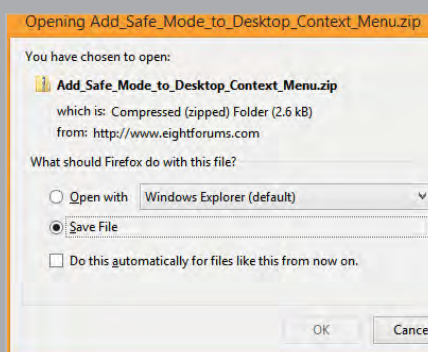 Opening Add_Safe_Mode_to_Desktop_Context_Menu.zip
You have chosen to open:
Add_Safe_Mode_to_Desktop_Context_Menu.zip
which is: Compressed (zipped) Folder (2.6 kB)
from: http://www.eightforums.com
What should Firefox do with this file?
Open with Windows Explorer (default)
Save File
Do this automatically for files like this from now on.
OK Cance